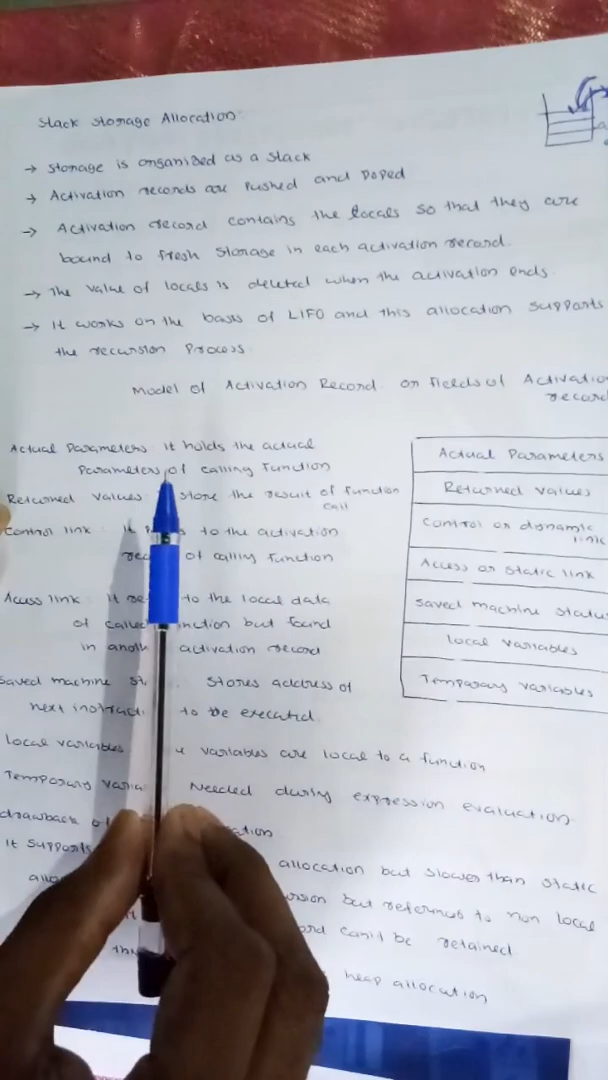 Stack Storage Allocation
→ Storage is organised as a stack
→ Activation records are Pushed and Poped
→ Activation record contains the locals so that they are
bound to fresh storage in each activation record.
→ The value of locals is deleted when the activation ends.
→ It works on the basis of LIFO and this allocation supports
the recursion Process
Model of Activation Record or fields of Activation
record
Actual Parameters It holds the actual
Parameters of calling Function
Returned values: store the result of Function
call
Control link: It to the activation
of calling Function
Access link: It to the local data
of called but found
in activation record
Saved machine Stores address of
next to be executed.
Local variables variables are local to a function
Temporary Needed during expression evaluation.
drawback
It supports allocation but slower than static
but references to non local
can't be retained
heap allocation
Actual Parameters
Returned values
Control or dynamic
link
Access or static link
Saved machine status
local variables
Temporary variables